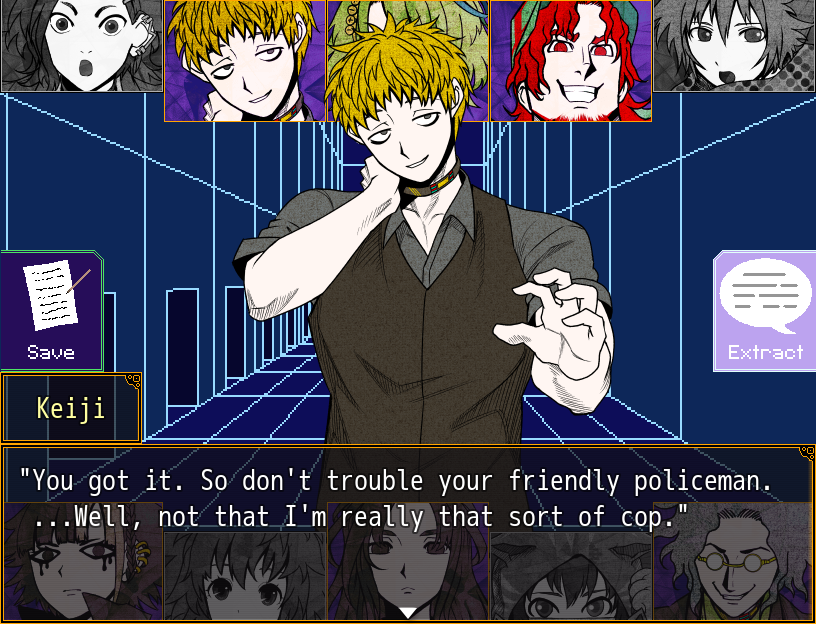 Save
Extract
Keiji
"You got it. So don't trouble your friendly policeman.
...Well, not that I'm really that sort of cop."